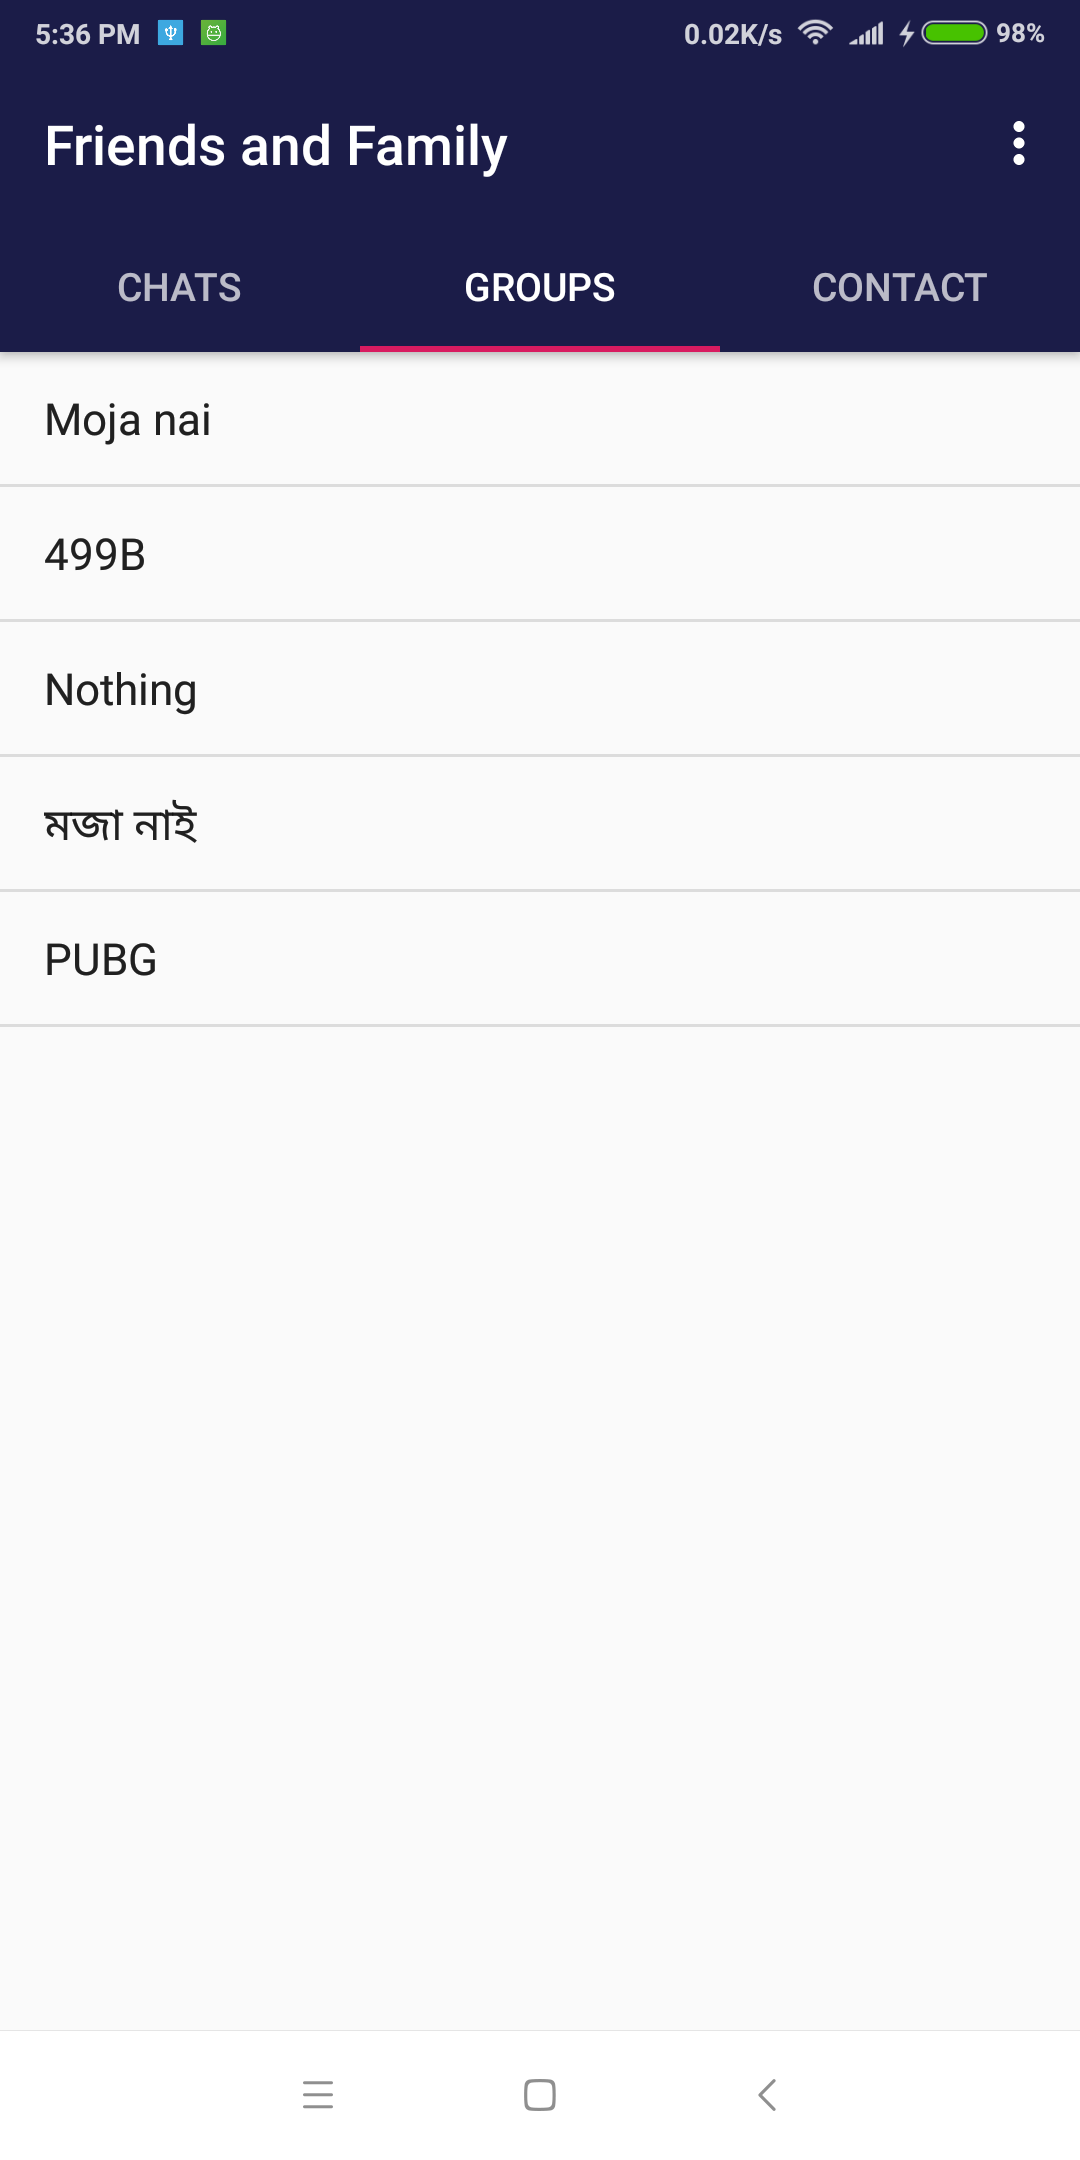 5:36 PM 0.02K/s 98%
Friends and Family
CHATS GROUPS CONTACT
Moja nai
499B
Nothing
মজা নাই
PUBG